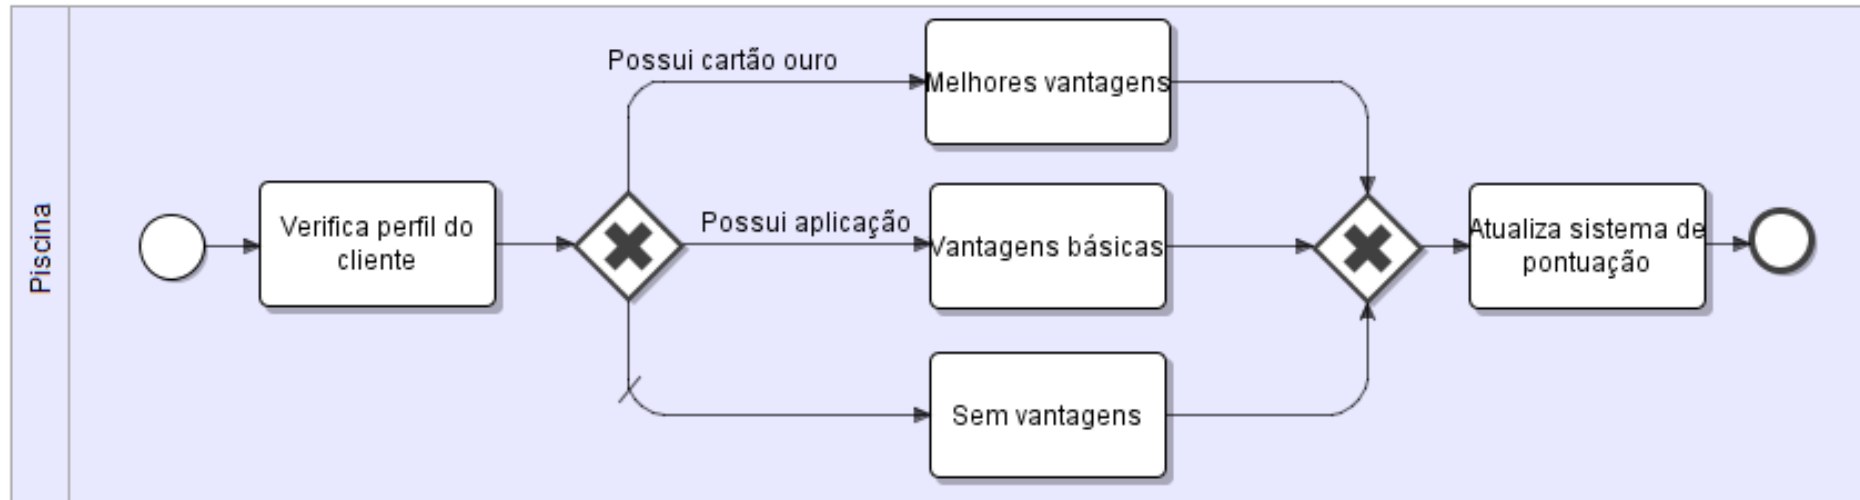 Piscina
Verifica perfil do
cliente
Possui cartão ouro
Melhores vantagens
Possui aplicação
Vantagens básicas
Sem vantagens
Atualiza sistema de
pontuação